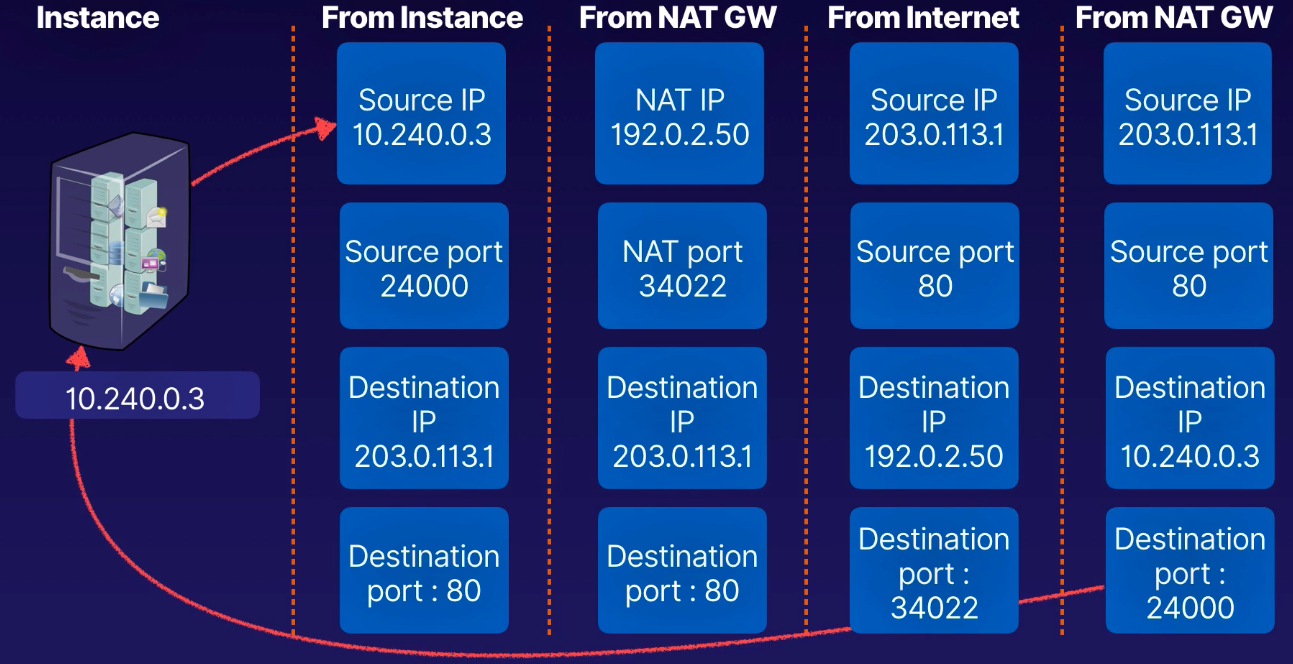 Instance
10.240.0.3
From Instance
Source IP
10.240.0.3
Source port
24000
Destination
IP
203.0.113.1
Destination
port : 80
From NAT GW
NAT IP
192.0.2.50
NAT port
34022
Destination
IP
203.0.113.1
Destination
port : 80
From Internet
Source IP
203.0.113.1
Source port
80
Destination
IP
192.0.2.50
Destination
port :
34022
From NAT GW
Source IP
203.0.113.1
Source port
80
Destination
IP
10.240.0.3
Destination
port :
24000